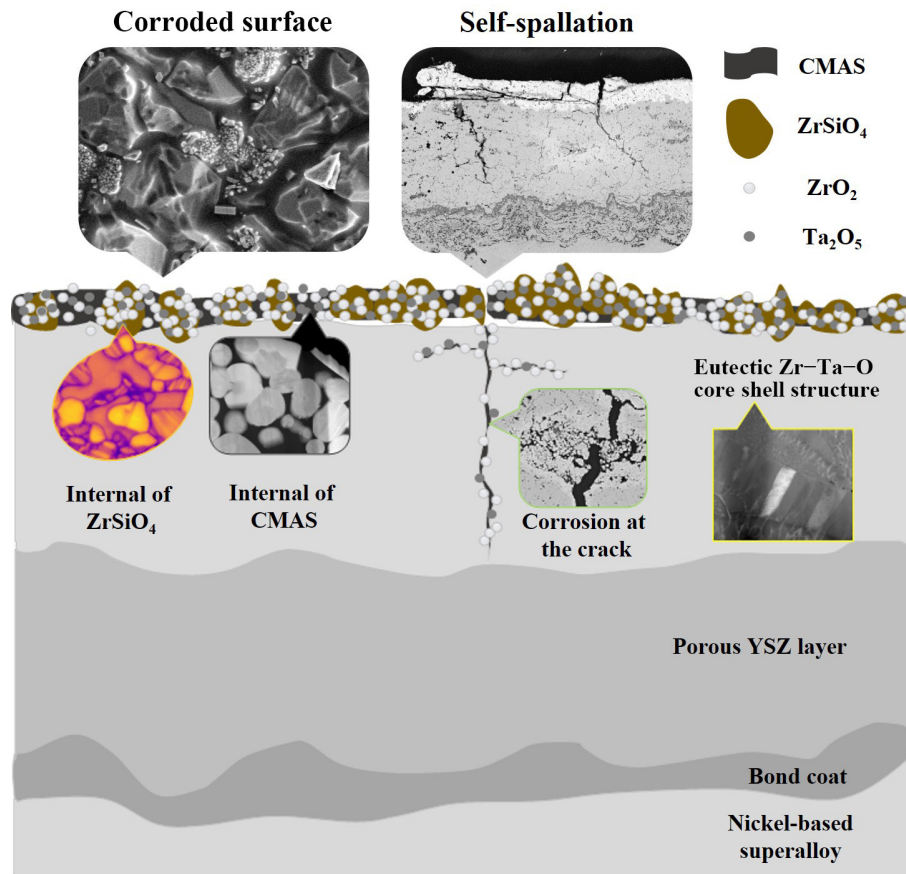 Corroded surface
Self-spallation
CMAS
ZrSiO₄
ZrO₂
Ta₂O₅
Eutectic Zr−Ta−O
core shell structure
Internal of
ZrSiO₄
Internal of
CMAS
Corrosion at
the crack
Porous YSZ layer
Bond coat
Nickel-based
superalloy